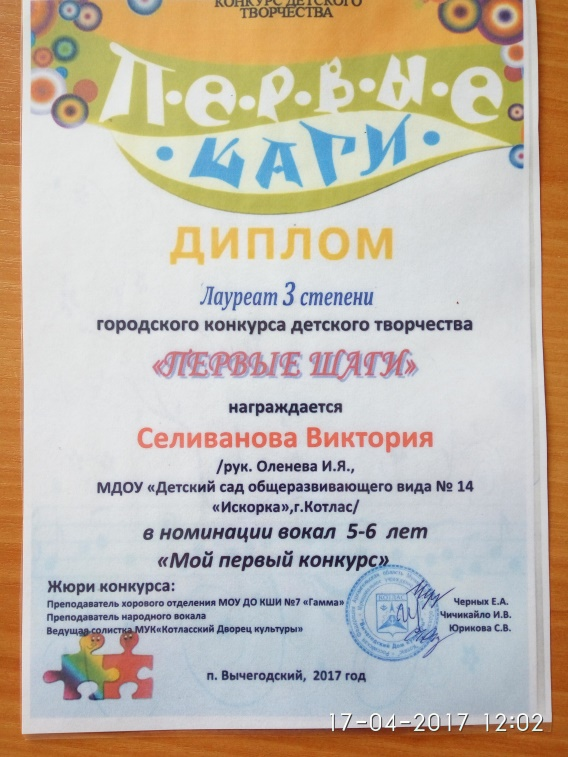 КОНКУРС ДЕТСКОГО
ТВОРЧЕСТВА
ПЕРВЫЕ
ШАГИ
ДИПЛОМ
Лауреат 3 степени
городского конкурса детского творчества
«ПЕРВЫЕ ШАГИ»
награждается
Селиванова Виктория
/рук. Оленева И.Я.,
МДОУ «Детский сад общеразвивающего вида № 14
«Искорка»,г.Котлас/
в номинации вокал 5-6 лет
«Мой первый конкурс»
Жюри конкурса:
Преподаватель хорового отделения МОУ ДО КШИ №7 «Гамма» Черных Е.А.
Преподаватель народного вокала Чичикайло И.В.
Ведущая солистка МУК«Котласский Дворец культуры» Юрикова С.В.
п. Вычегодский, 2017 год
17-04-2017 12:02